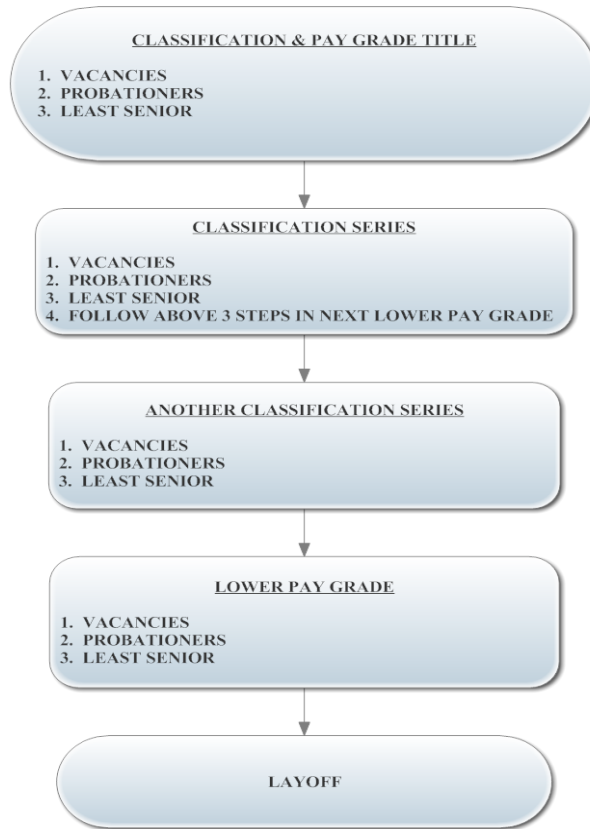 CLASSIFICATION & PAY GRADE TITLE
1. VACANCIES
2. PROBATIONERS
3. LEAST SENIOR
CLASSIFICATION SERIES
1. VACANCIES
2. PROBATIONERS
3. LEAST SENIOR
4. FOLLOW ABOVE 3 STEPS IN NEXT LOWER PAY GRADE
ANOTHER CLASSIFICATION SERIES
1. VACANCIES
2. PROBATIONERS
3. LEAST SENIOR
LOWER PAY GRADE
1. VACANCIES
2. PROBATIONERS
3. LEAST SENIOR
LAYOFF